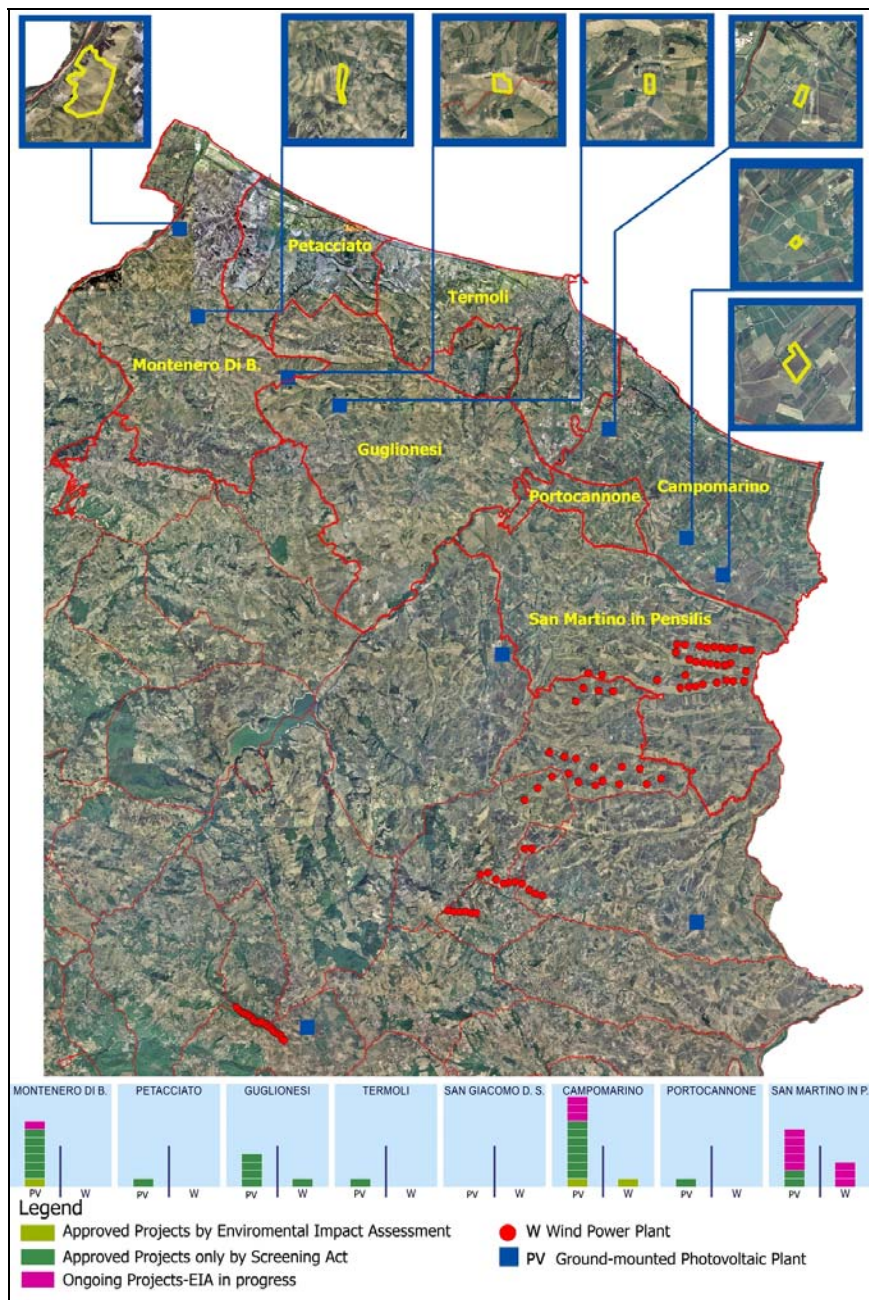 Petacciato
Termoli
Montenero Di B.
Guglionesi
Portocannone
Campomarino
San Martino in Pensilis
MONTENERO DI B. PETACCIATO GUGLIONESI TERMOLI SAN GIACOMO D. S. CAMPOMARINO PORTOCANNONE SAN MARTINO IN P.
PV W PV W PV W PV W PV W PV W PV W PV W
Legend
Approved Projects by Enviromental Impact Assessment
W Wind Power Plant
Approved Projects only by Screening Act
PV Ground-mounted Photovoltaic Plant
Ongoing Projects-EIA in progress